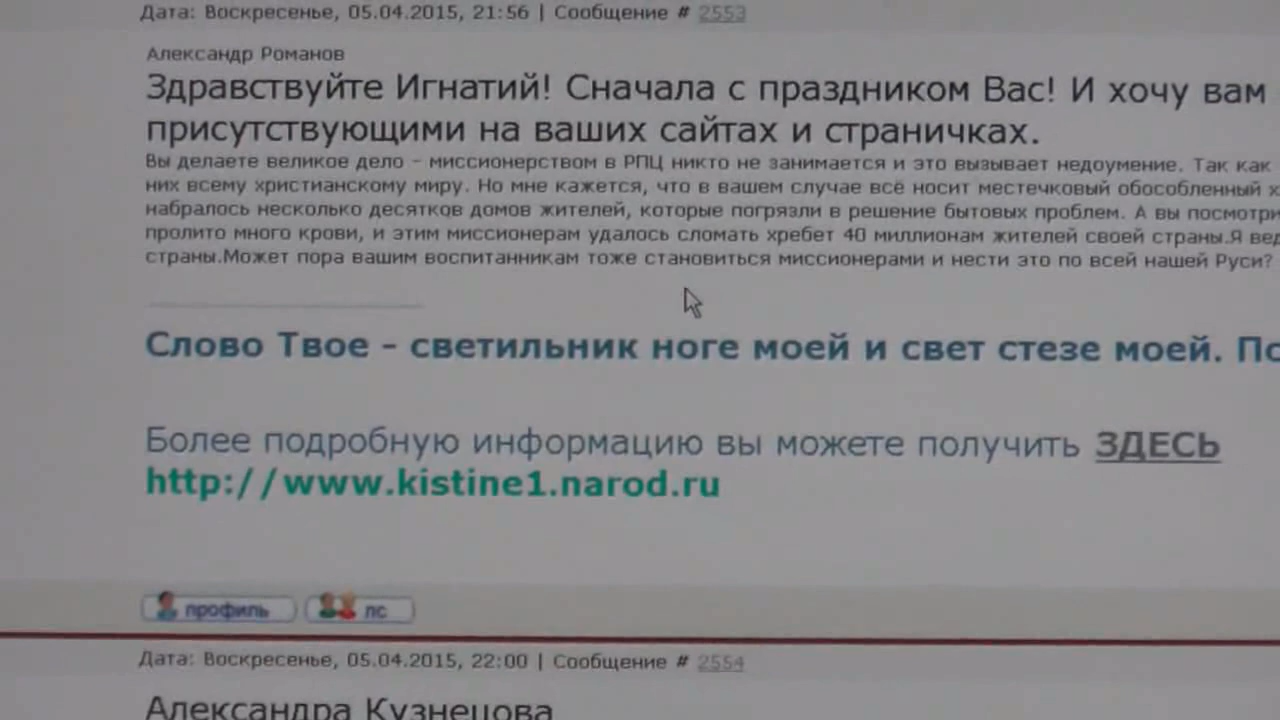 Дата: Воскресенье, 05.04.2015, 21:56 | Сообщение # 2553
Александр Романов
Здравствуйте Игнатий! Сначала с праздником Вас! И хочу вам
присутствующими на ваших сайтах и страничках.
Вы делаете великое дело - миссионерством в РПЦ никто не занимается и это вызывает недоумение. Так как
них всему христианскому миру. Но мне кажется, что в вашем случае всё носит местечковый обособленный х
набралось несколько десятков домов жителей, которые погрязли в решение бытовых проблем. А вы посмотри
пролито много крови, и этим миссионерам удалось сломать хребет 40 миллионам жителей своей страны.Я вед
страны.Может пора вашим воспитанникам тоже становиться миссионерами и нести это по всей нашей Руси?
Слово Твое - светильник ноге моей и свет стезе моей. Пс
Более подробную информацию вы можете получить ЗДЕСЬ
http://www.kistine1.narod.ru
профиль лс
Дата: Воскресенье, 05.04.2015, 22:00 | Сообщение # 2554
Александра Кузнецова